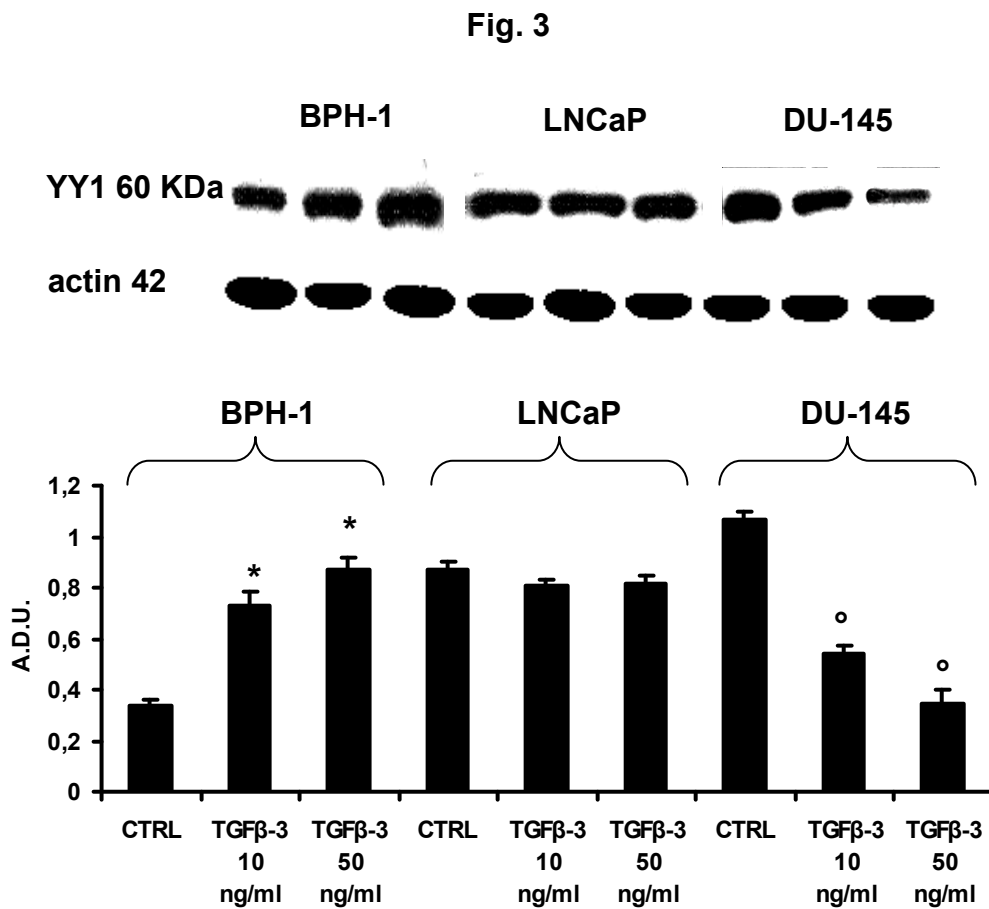 Fig. 3
BPH-1 LNCaP DU-145
YY1 60 KDa
actin 42
BPH-1 LNCaP DU-145
1,2
1
0,8
0,6
0,4
0,2
0
A.D.U.
* * ° °
CTRL TGFβ-3 TGFβ-3 CTRL TGFβ-3 TGFβ-3 CTRL TGFβ-3 TGFβ-3
10 50 10 50 10 50
ng/ml ng/ml ng/ml ng/ml ng/ml ng/ml